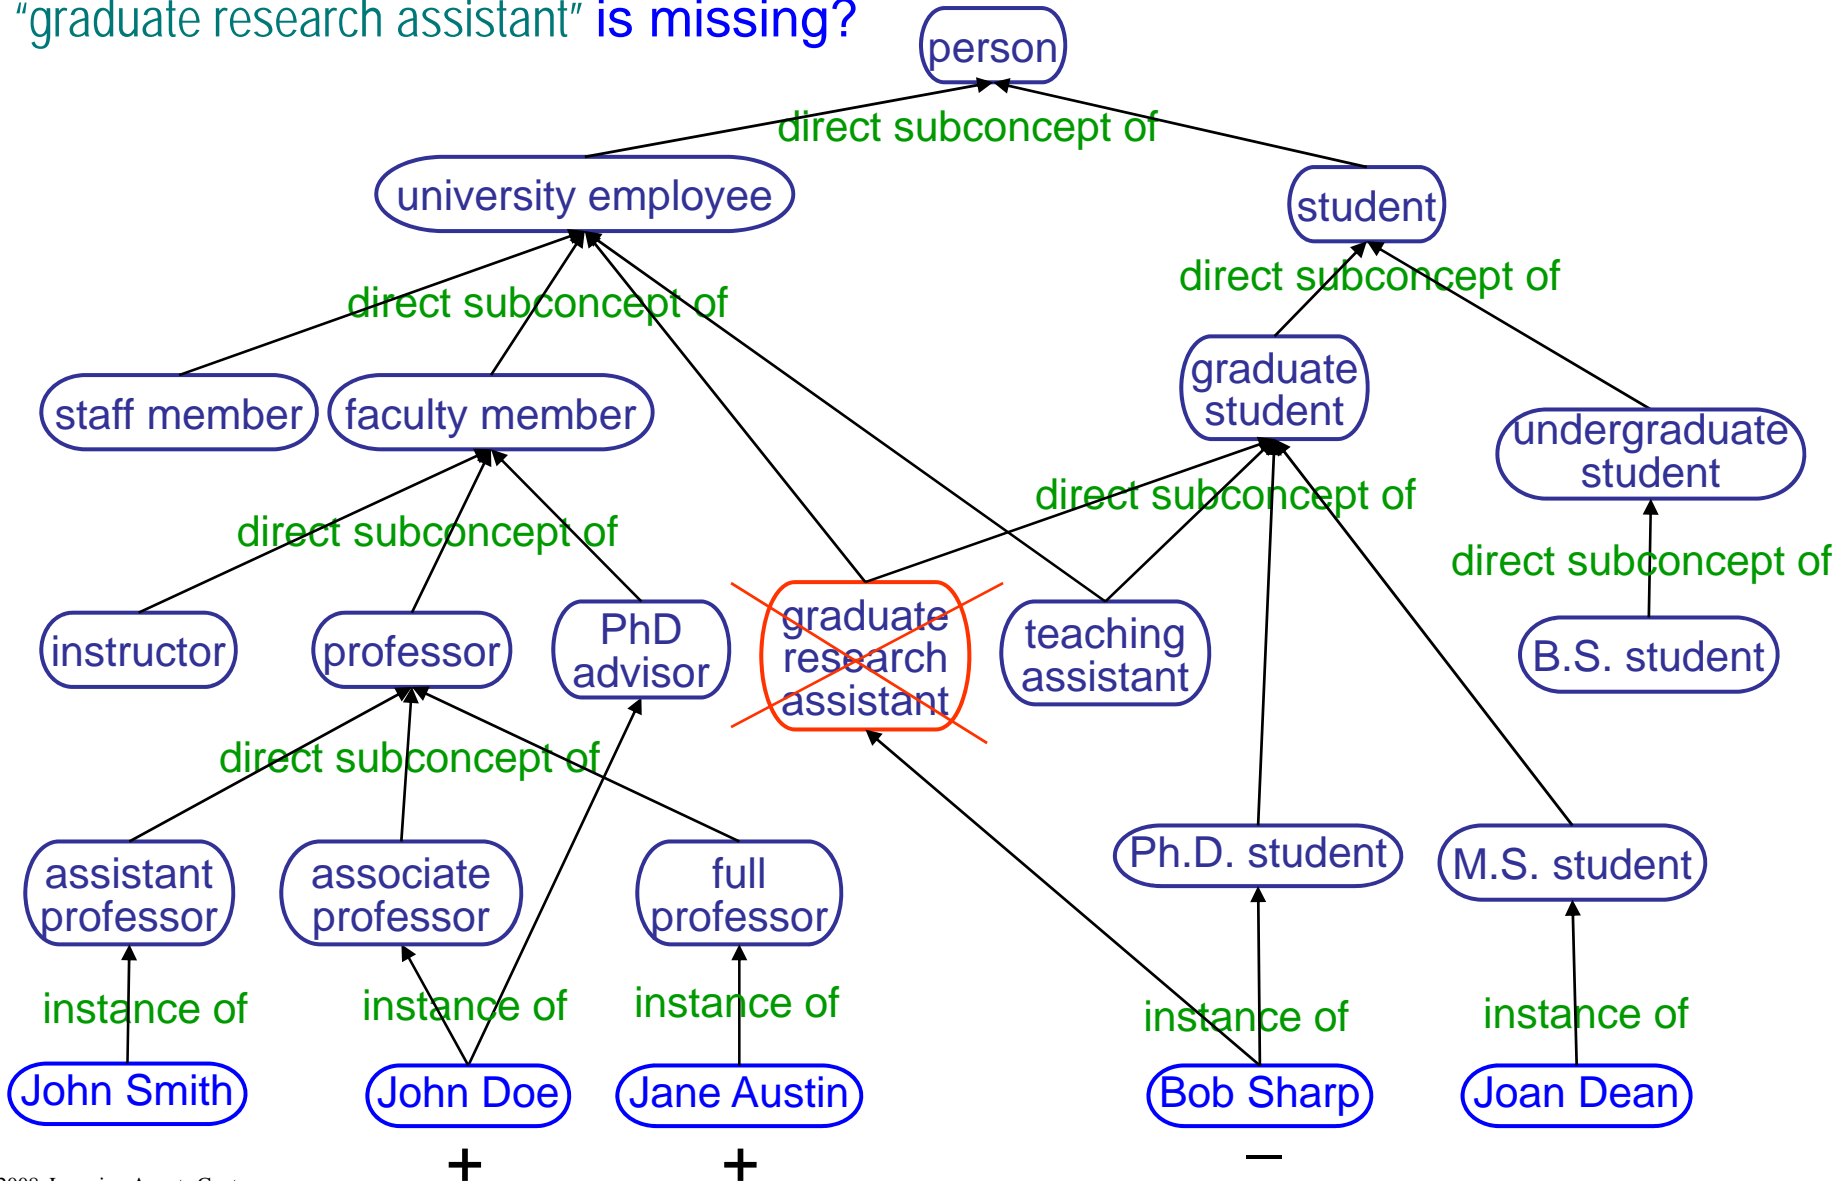 “graduate research assistant” is missing?
person
direct subconcept of
university employee
student
direct subconcept of
direct subconcept of
graduate
student
staff member
faculty member
undergraduate
student
direct subconcept of
direct subconcept of
direct subconcept of
instructor
professor
PhD
advisor
graduate
research
assistant
teaching
assistant
B.S. student
direct subconcept of
assistant
professor
associate
professor
full
professor
Ph.D. student
M.S. student
instance of
instance of
instance of
instance of
instance of
John Smith
John Doe
Jane Austin
Bob Sharp
Joan Dean
+
+
–